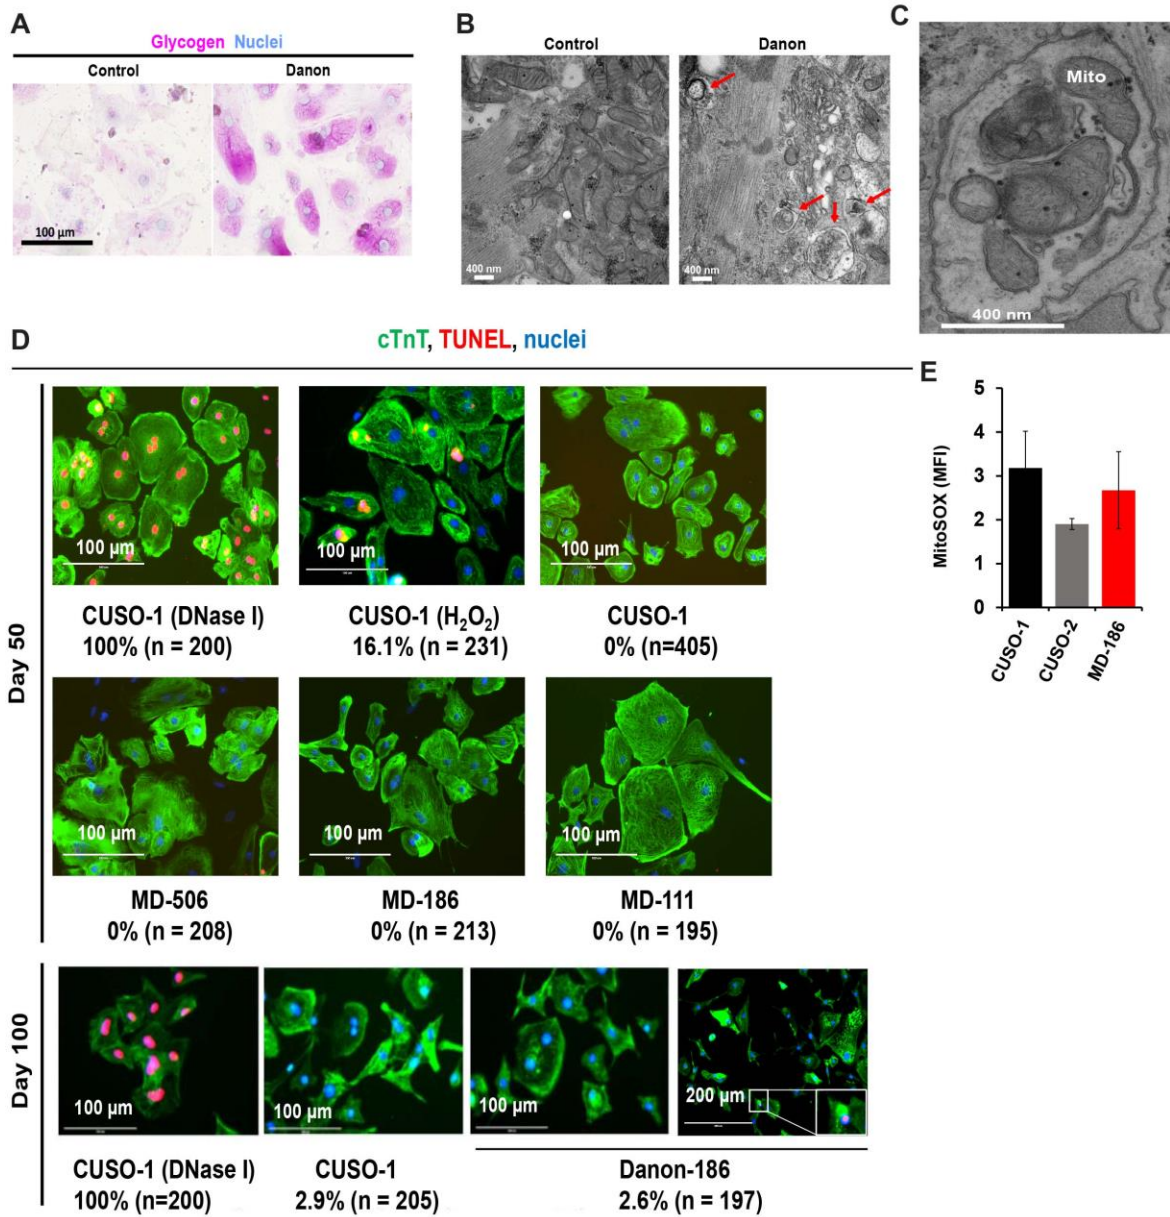 A
Glycogen Nuclei
Control
Danon
100 µm
B
Control
Danon
400 nm
400 nm
C
Mito
400 nm
D
cTnT, TUNEL, nuclei
Day 50
100 µm
100 µm
100 µm
CUSO-1 (DNase I)
100% (n = 200)
CUSO-1 (H₂O₂)
16.1% (n = 231)
CUSO-1
0% (n=405)
100 µm
100 µm
100 µm
MD-506
0% (n = 208)
MD-186
0% (n = 213)
MD-111
0% (n = 195)
Day 100
100 µm
100 µm
100 µm
200 µm
CUSO-1 (DNase I)
100% (n=200)
CUSO-1
2.9% (n = 205)
Danon-186
2.6% (n = 197)
E
MitoSOX (MFI)
5
4
3
2
1
0
CUSO-1
CUSO-2
MD-186